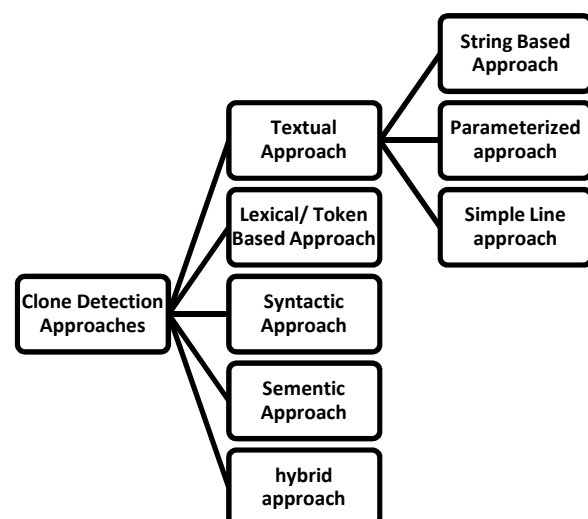 String Based
Approach
Textual
Approach
Parameterized
approach
Lexical/ Token
Based Approach
Simple Line
approach
Clone Detection
Approaches
Syntactic
Approach
Sementic
Approach
hybrid
approach